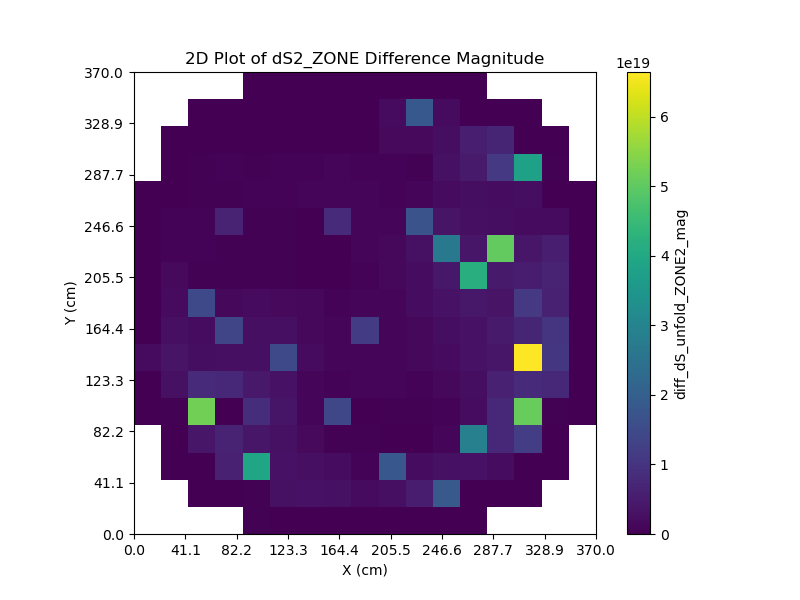 2D Plot of dS2_ZONE Difference Magnitude
1e19
370.0
328.9
287.7
246.6
205.5
164.4
123.3
82.2
41.1
0.0
Y (cm)
0.0 41.1 82.2 123.3 164.4 205.5 246.6 287.7 328.9 370.0
X (cm)
6
5
4
3
2
1
0
diff_dS_unfold_ZONE2_mag